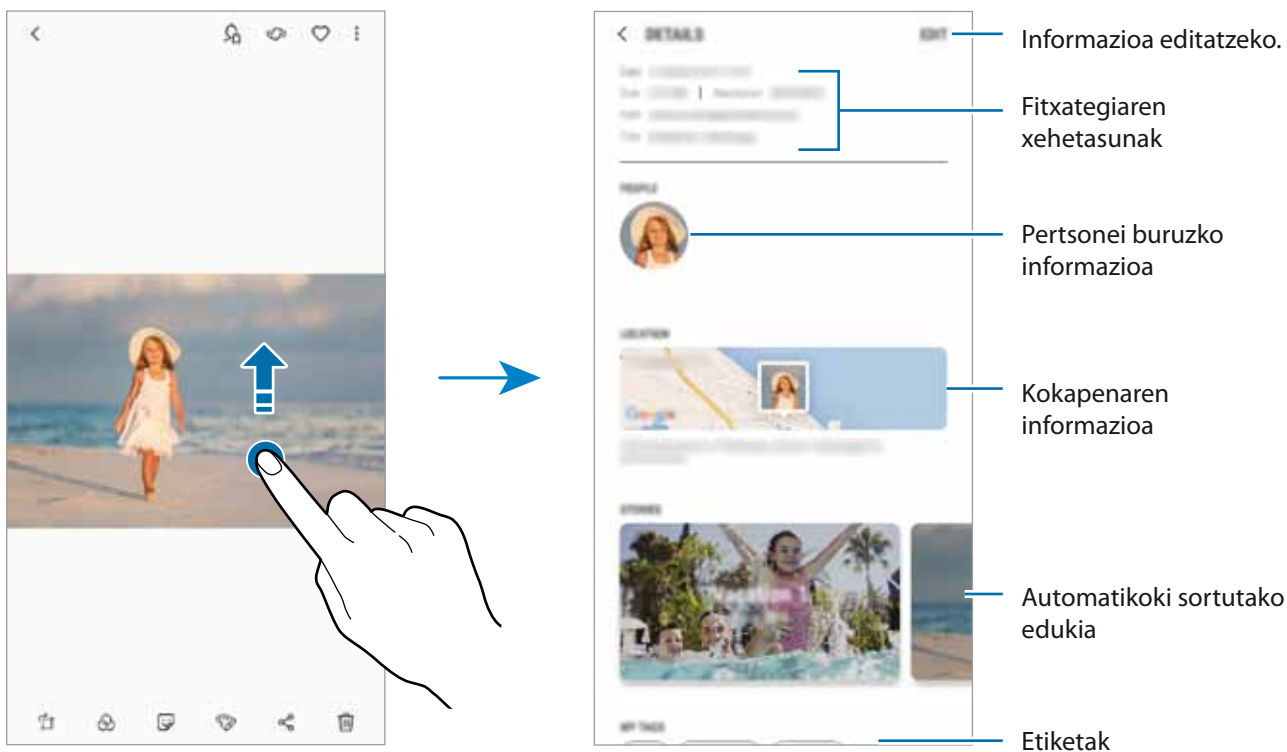 DETAILS
EDIT
Informazioa editatzeko.
Fitxategiaren
xehetasunak
PEOPLE
Pertsonei buruzko
informazioa
LOCATION
Google
Kokapenaren
informazioa
STORIES
Automatikoki sortutako
edukia
MY TAGS
Etiketak